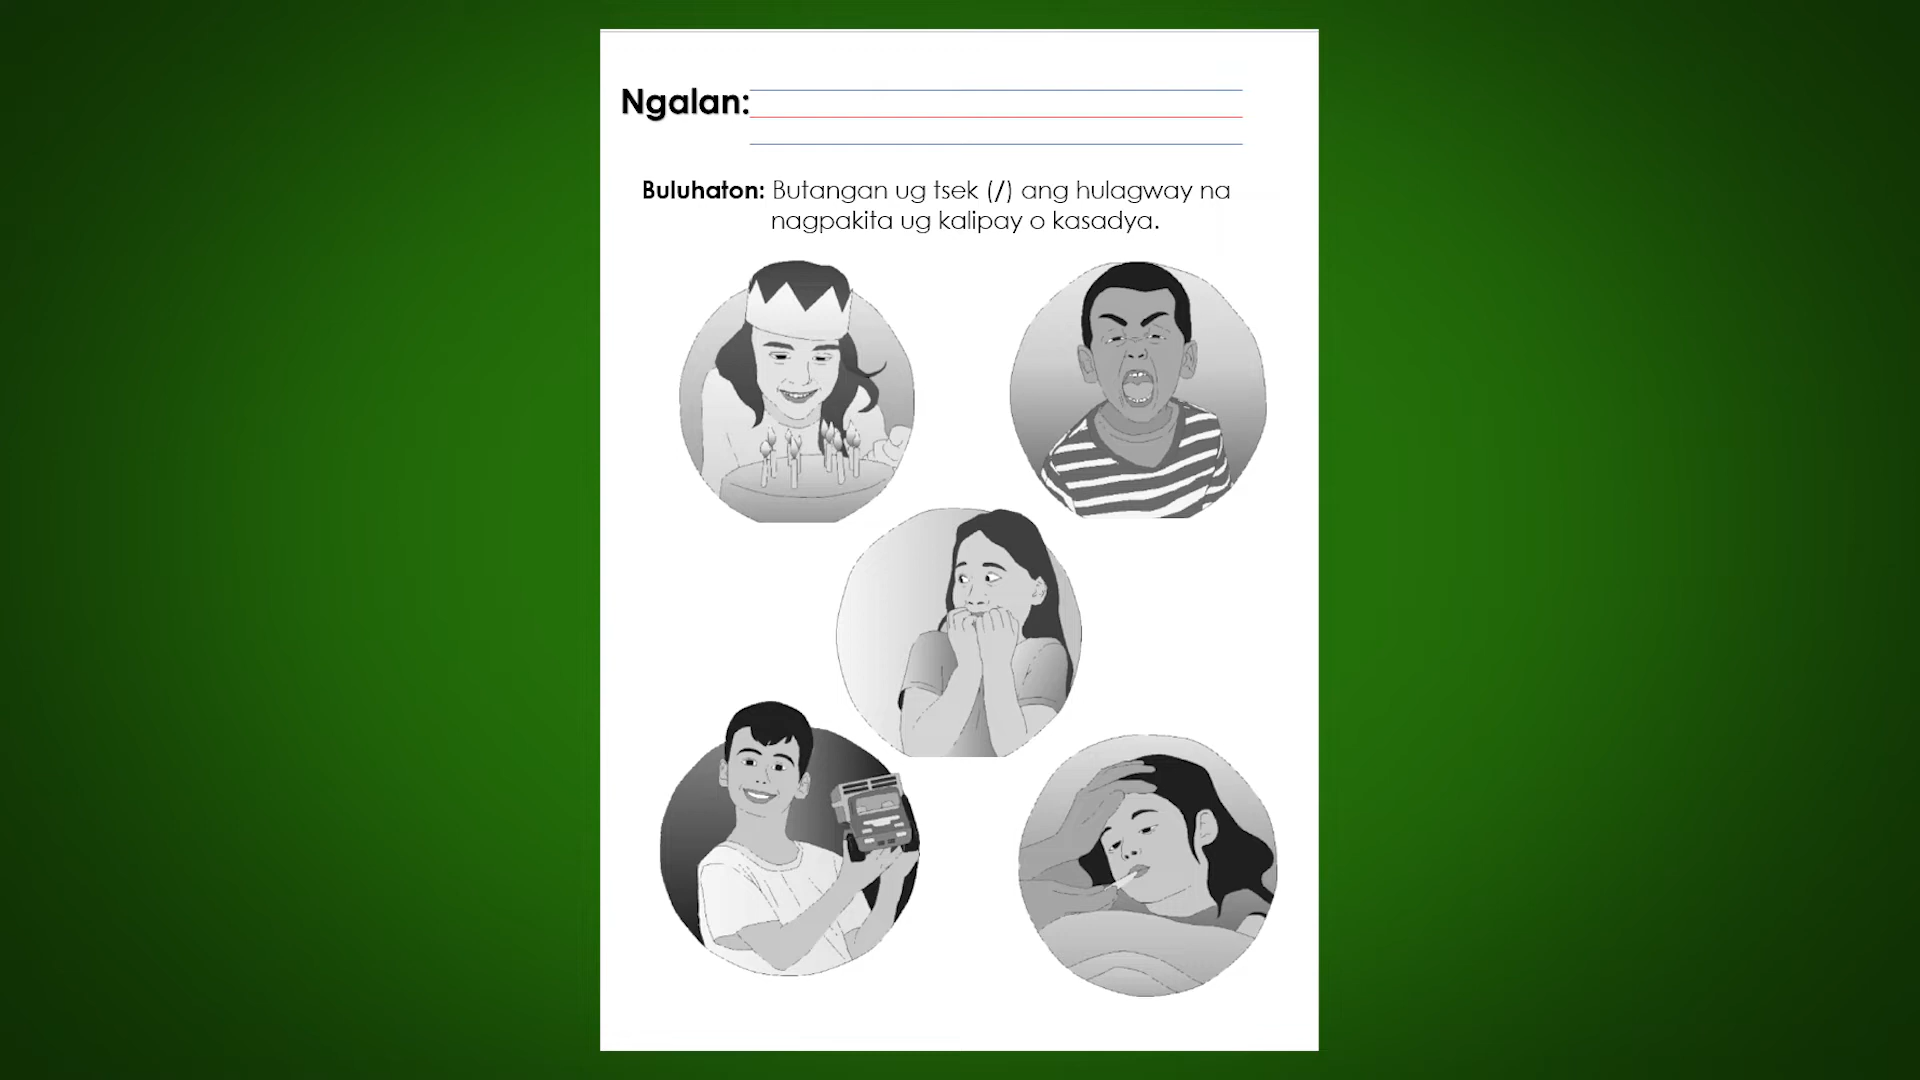 Ngalan:
Buluhaton: Butangan ug tsek (/) ang hulagway na
nagpakita ug kalipay o kasadya.